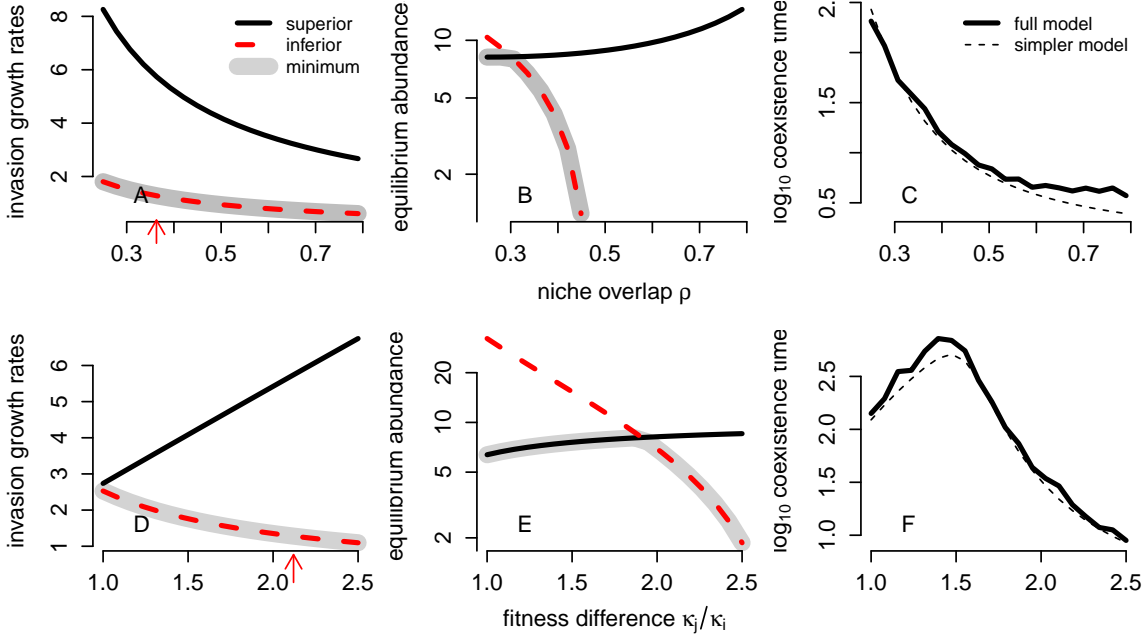 invasion growth rates
2
4
6
8
0.3
0.5
0.7
superior
inferior
minimum
A
equilibrium abundance
2
5
10
0.3
0.5
0.7
B
niche overlap ρ
log10 coexistence time
0.5
1.5
2.
0.3
0.5
0.7
full model
simpler model
C
invasion growth rates
1
2
3
4
5
6
1.0
1.5
2.0
2.5
D
equilibrium abundance
2
5
10
20
1.0
1.5
2.0
2.5
E
fitness difference κj/κi
log10 coexistence time
1.0
1.5
2.0
2.5
1.0
1.5
2.0
2.5
F